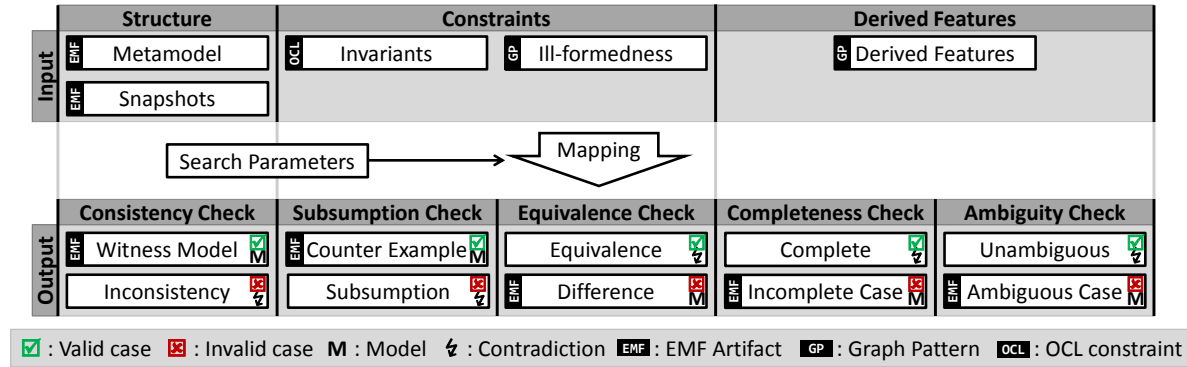 Structure Constraints Derived Features
Input
EMF Metamodel OCL Invariants GP Ill-formedness GP Derived Features
EMF Snapshots
Search Parameters Mapping
Consistency Check Subsumption Check Equivalence Check Completeness Check Ambiguity Check
Output
EMF Witness Model M EMF Counter Example M Equivalence Complete Unambiguous
Inconsistency Subsumption EMF Difference M EMF Incomplete Case M EMF Ambiguous Case M
: Valid case : Invalid case M : Model : Contradiction EMF : EMF Artifact GP : Graph Pattern OCL : OCL constraint